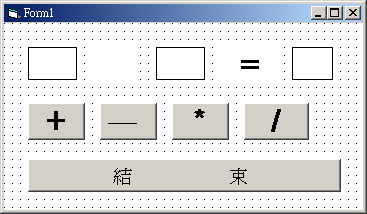 Form1
=
+ — * /
結 束